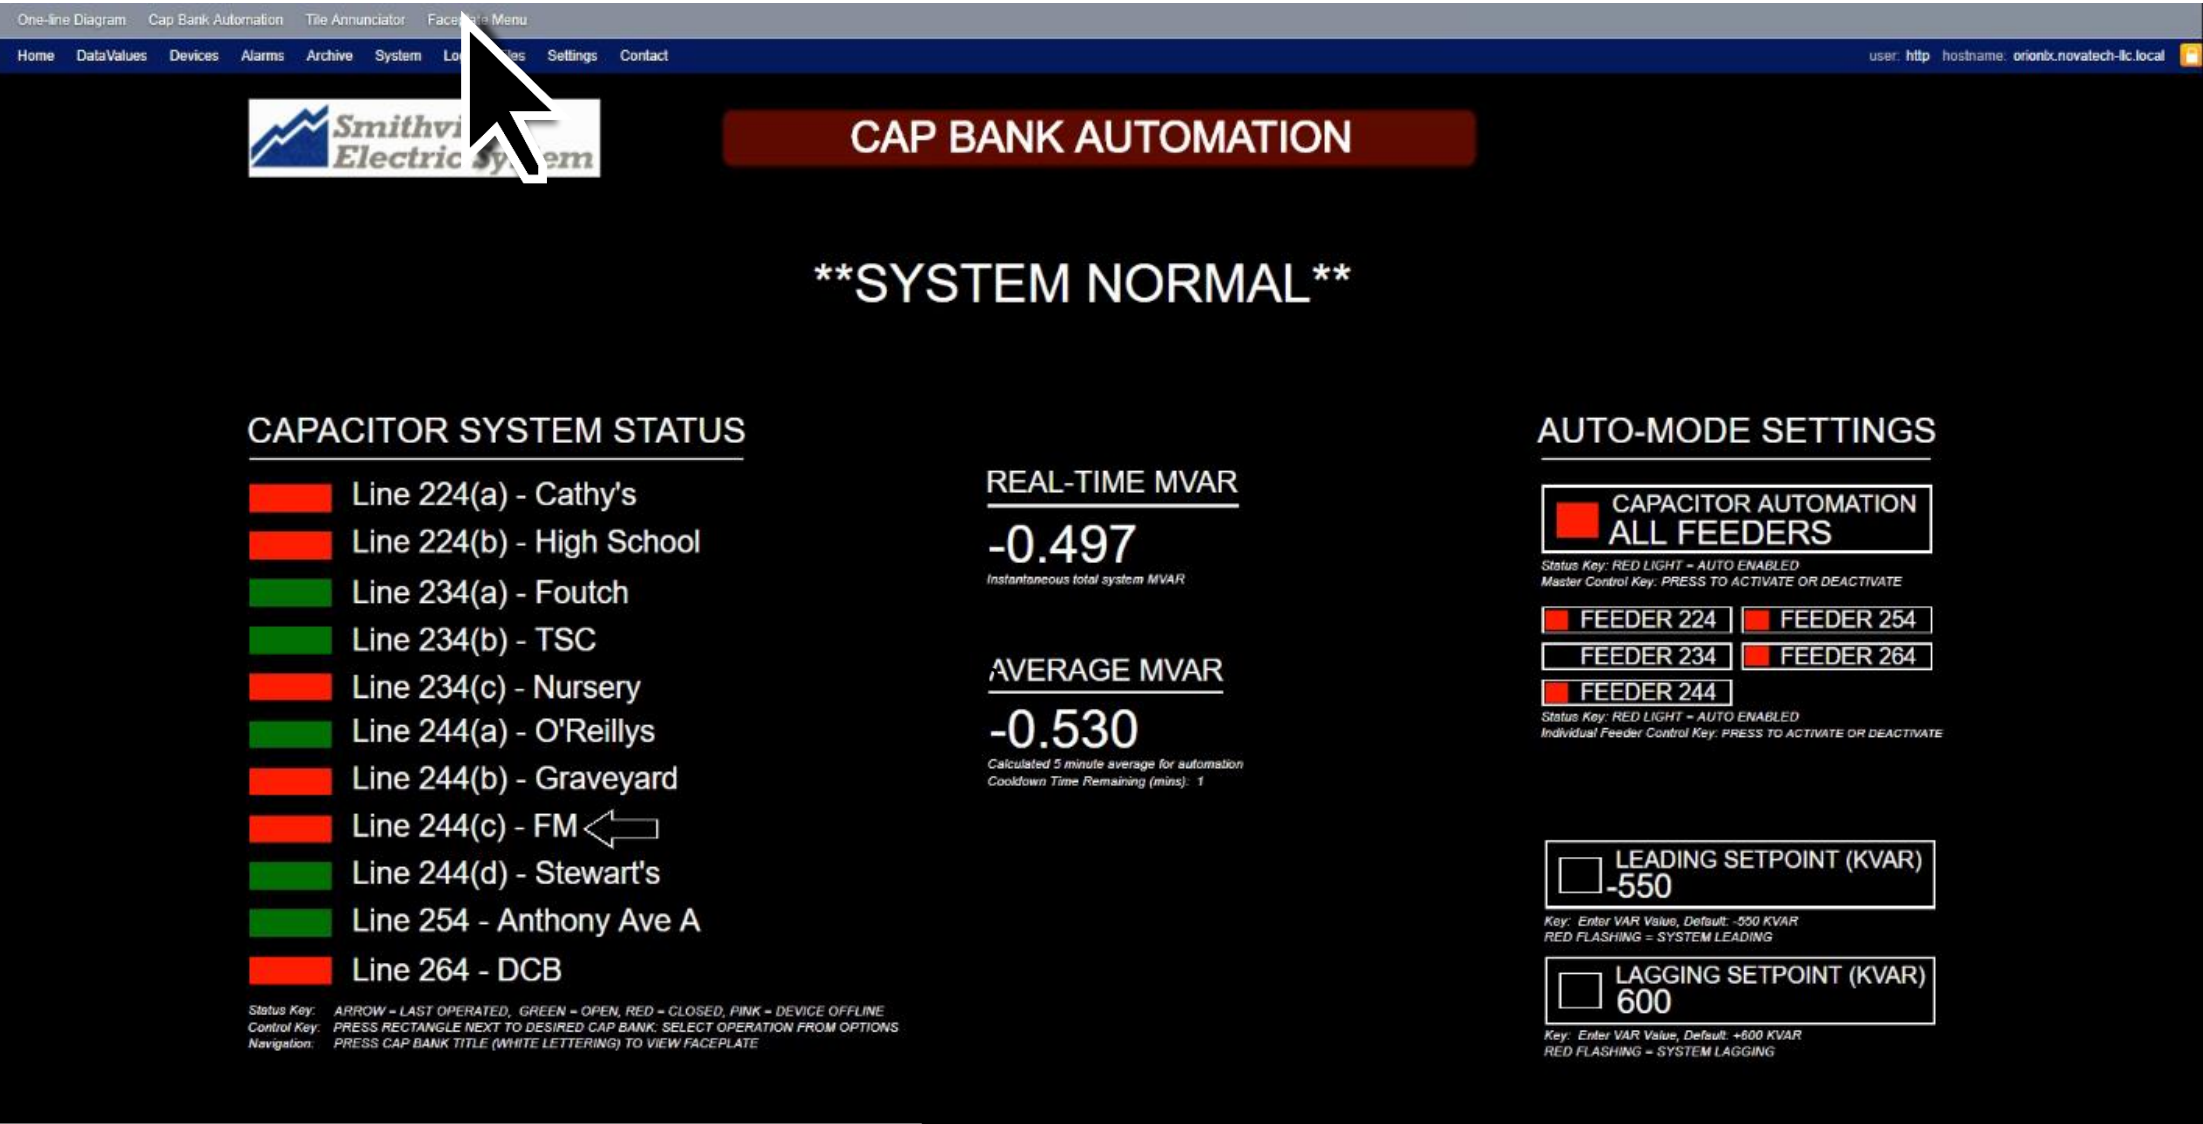 One-line Diagram Cap Bank Automation Tile Annunciator Faceplate Menu
Home DataValues Devices Alarms Archive System Settings Contact user: http hostname: orionlx.novatech-llc.local
Smithvi
Electric System
CAP BANK AUTOMATION
**SYSTEM NORMAL**
CAPACITOR SYSTEM STATUS
Line 224(a) - Cathy's
Line 224(b) - High School
Line 234(a) - Foutch
Line 234(b) - TSC
Line 234(c) - Nursery
Line 244(a) - O'Reillys
Line 244(b) - Graveyard
Line 244(c) - FM
Line 244(d) - Stewart's
Line 254 - Anthony Ave A
Line 264 - DCB
Status Key: ARROW = LAST OPERATED, GREEN = OPEN, RED = CLOSED, PINK = DEVICE OFFLINE
Control Key: PRESS RECTANGLE NEXT TO DESIRED CAP BANK: SELECT OPERATION FROM OPTIONS
Navigation: PRESS CAP BANK TITLE (WHITE LETTERING) TO VIEW FACEPLATE
REAL-TIME MVAR
-0.497
Instantaneous total system MVAR
AVERAGE MVAR
-0.530
Calculated 5 minute average for automation
Cooldown Time Remaining (mins): 1
AUTO-MODE SETTINGS
CAPACITOR AUTOMATION
ALL FEEDERS
Status Key: RED LIGHT = AUTO ENABLED
Master Control Key: PRESS TO ACTIVATE OR DEACTIVATE
FEEDER 224 FEEDER 254
FEEDER 234 FEEDER 264
FEEDER 244
Status Key: RED LIGHT = AUTO ENABLED
Individual Feeder Control Key: PRESS TO ACTIVATE OR DEACTIVATE
LEADING SETPOINT (KVAR)
-550
Key: Enter VAR Value, Default: -550 KVAR
RED FLASHING = SYSTEM LEADING
LAGGING SETPOINT (KVAR)
600
Key: Enter VAR Value, Default: +600 KVAR
RED FLASHING = SYSTEM LAGGING